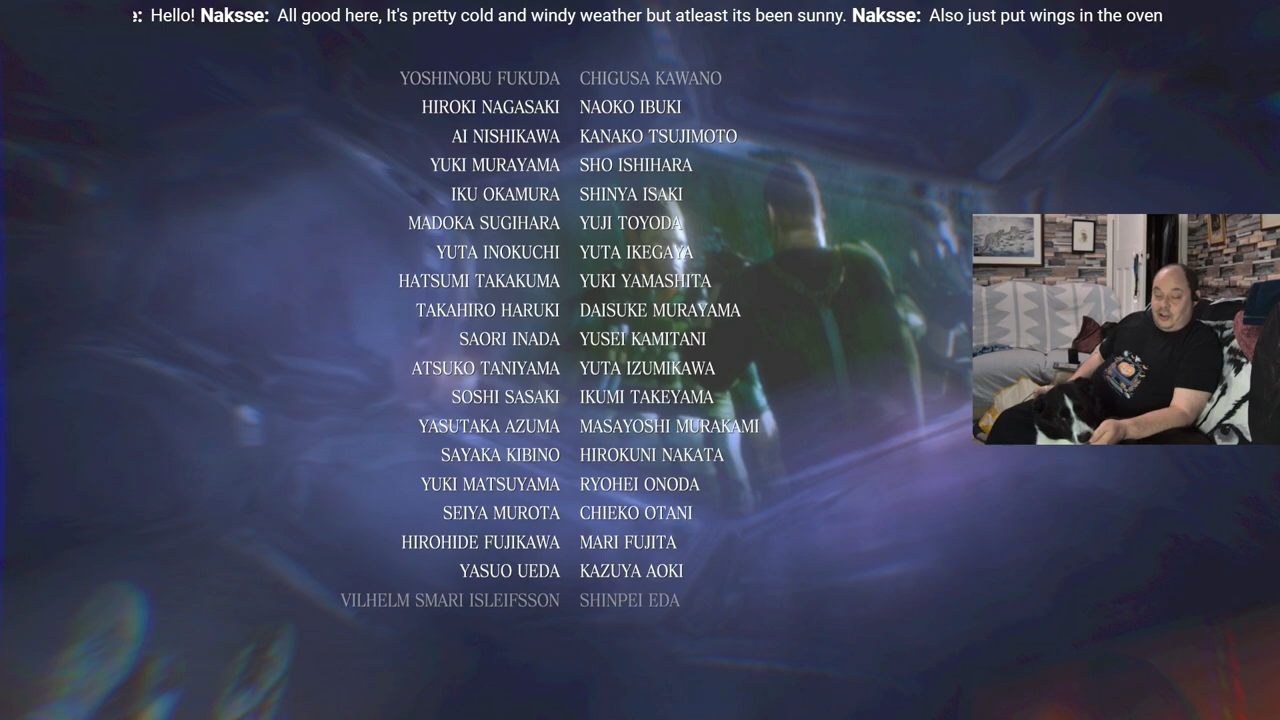 e: Hello! Naksse: All good here, It's pretty cold and windy weather but atleast its been sunny. Naksse: Also just put wings in the oven
YOSHINOBU FUKUDA CHIGUSA KAWANO
HIROKI NAGASAKI NAOKO IBUKI
AI NISHIKAWA KANAKO TSUJIMOTO
YUKI MURAYAMA SHO ISHIHARA
IKU OKAMURA SHINYA ISAKI
MADOKA SUGIHARA YUJI TOYODA
YUTA INOKUCHI YUTA IKEGAYA
HATSUMI TAKAKUMA YUKI YAMASHITA
TAKAHIRO HARUKI DAISUKE MURAYAMA
SAORI INADA YUSEI KAMITANI
ATSUKO TANIYAMA YUTA IZUMIKAWA
SOSHI SASAKI IKUMI TAKEYAMA
YASUTAKA AZUMA MASAYOSHI MURAKAMI
SAYAKA KIBINO HIROKUNI NAKATA
YUKI MATSUYAMA RYOHEI ONODA
SEIYA MUROTA CHIEKO OTANI
HIROHIDE FUJIKAWA MARI FUJITA
YASUO UEDA KAZUYA AOKI
VILHELM SMARI ISLEIFSSON SHINPEI EDA